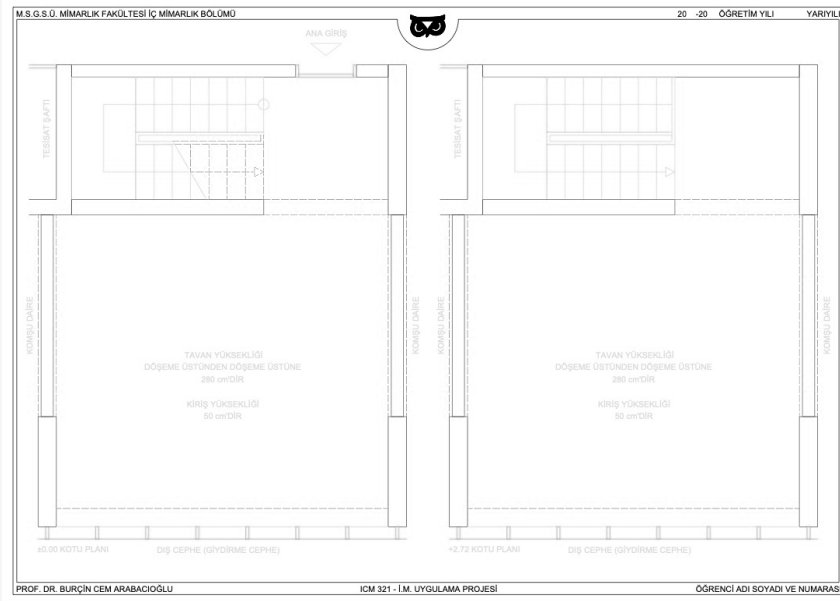 M.S.G.S.Ü. MİMARLIK FAKÜLTESİ İÇ MİMARLIK BÖLÜMÜ
20 -20 ÖĞRETİM YILI YARIYILI
ANA GİRİŞ
TESİSAT ŞAFTI
TESİSAT ŞAFTI
KOMŞU DAİRE
KOMŞU DAİRE
KOMŞU DAİRE
KOMŞU DAİRE
TAVAN YÜKSEKLİĞİ
DÖŞEME ÜSTÜNDEN DÖŞEME ÜSTÜNE
280 cm'DİR
KİRİŞ YÜKSEKLİĞİ
50 cm'DİR
TAVAN YÜKSEKLİĞİ
DÖŞEME ÜSTÜNDEN DÖŞEME ÜSTÜNE
280 cm'DİR
KİRİŞ YÜKSEKLİĞİ
50 cm'DİR
±0.00 KOTU PLANI
DIŞ CEPHE (GİYDİRME CEPHE)
+2.72 KOTU PLANI
DIŞ CEPHE (GİYDİRME CEPHE)
PROF. DR. BURÇİN CEM ARABACIOĞLU
ICM 321 - İ.M. UYGULAMA PROJESİ
ÖĞRENCİ ADI SOYADI VE NUMARASI